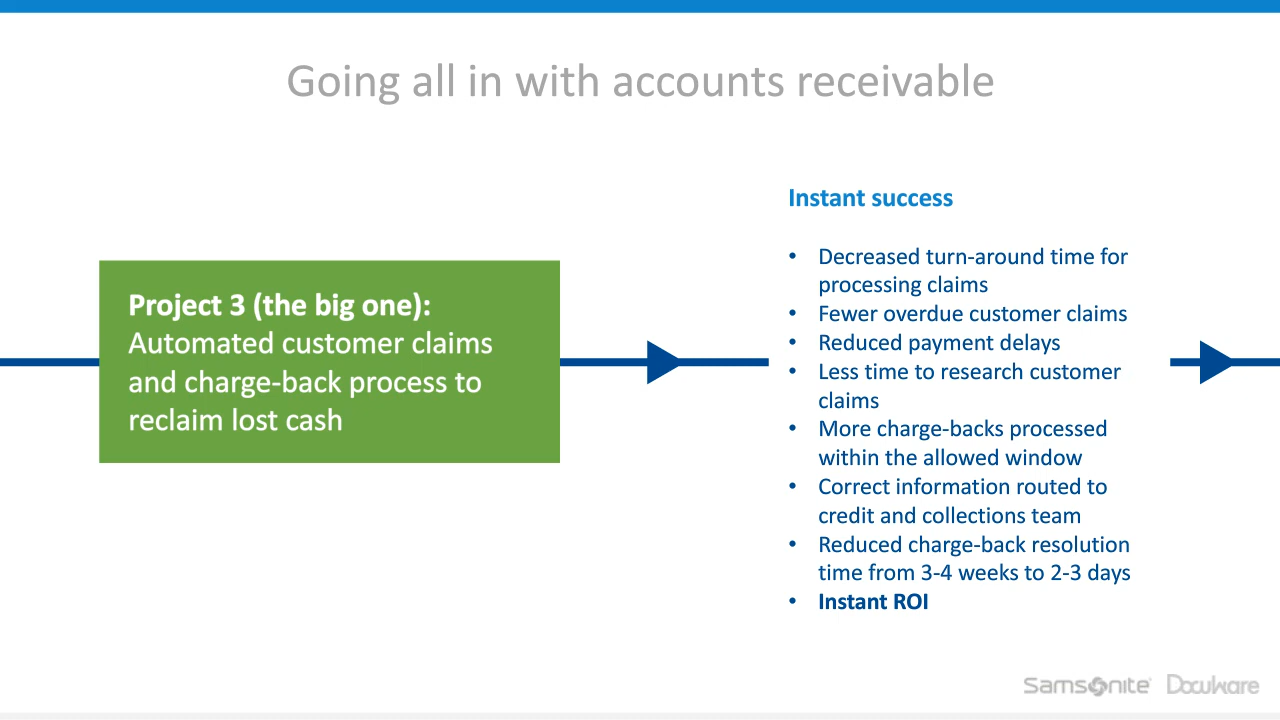 Going all in with accounts receivable
Project 3 (the big one):
Automated customer claims
and charge-back process to
reclaim lost cash
Instant success
• Decreased turn-around time for
processing claims
• Fewer overdue customer claims
• Reduced payment delays
• Less time to research customer
claims
• More charge-backs processed
within the allowed window
• Correct information routed to
credit and collections team
• Reduced charge-back resolution
time from 3-4 weeks to 2-3 days
• Instant ROI
Samsonite DocuWare